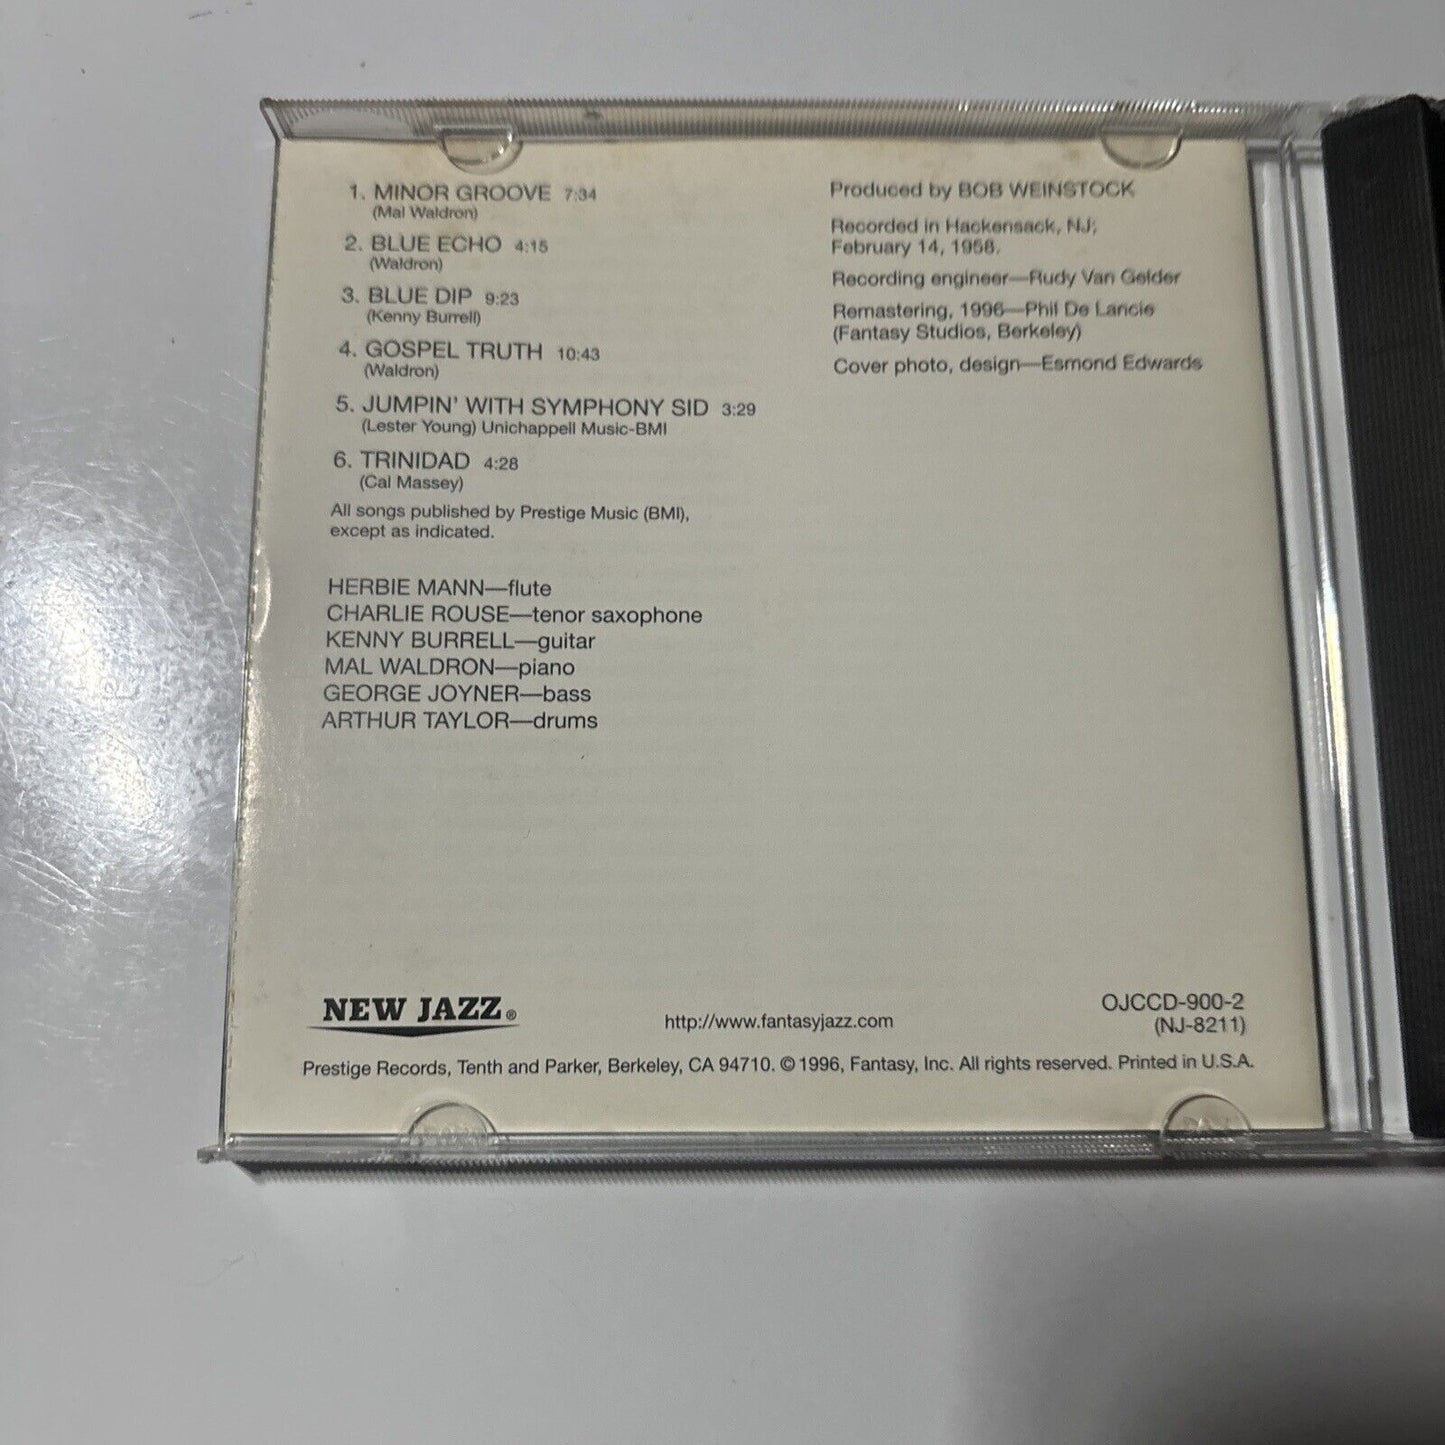 1. MINOR GROOVE 7:34
(Mal Waldron)
2. BLUE ECHO 4:15
(Waldron)
3. BLUE DIP 9:23
(Kenny Burrell)
4. GOSPEL TRUTH 10:43
(Waldron)
5. JUMPIN' WITH SYMPHONY SID 3:29
(Lester Young) Unichappell Music-BMI
6. TRINIDAD 4:28
(Cal Massey)
All songs published by Prestige Music (BMI),
except as indicated.
HERBIE MANN—flute
CHARLIE ROUSE—tenor saxophone
KENNY BURRELL—guitar
MAL WALDRON—piano
GEORGE JOYNER—bass
ARTHUR TAYLOR—drums
Produced by BOB WEINSTOCK
Recorded in Hackensack, NJ;
February 14, 1958.
Recording engineer—Rudy Van Gelder
Remastering, 1996—Phil De Lancie
(Fantasy Studios, Berkeley)
Cover photo, design—Esmond Edwards
NEW JAZZ®
http://www.fantasyjazz.com
OJCCD-900-2
(NJ-8211)
Prestige Records, Tenth and Parker, Berkeley, CA 94710. © 1996, Fantasy, Inc. All rights reserved. Printed in U.S.A.